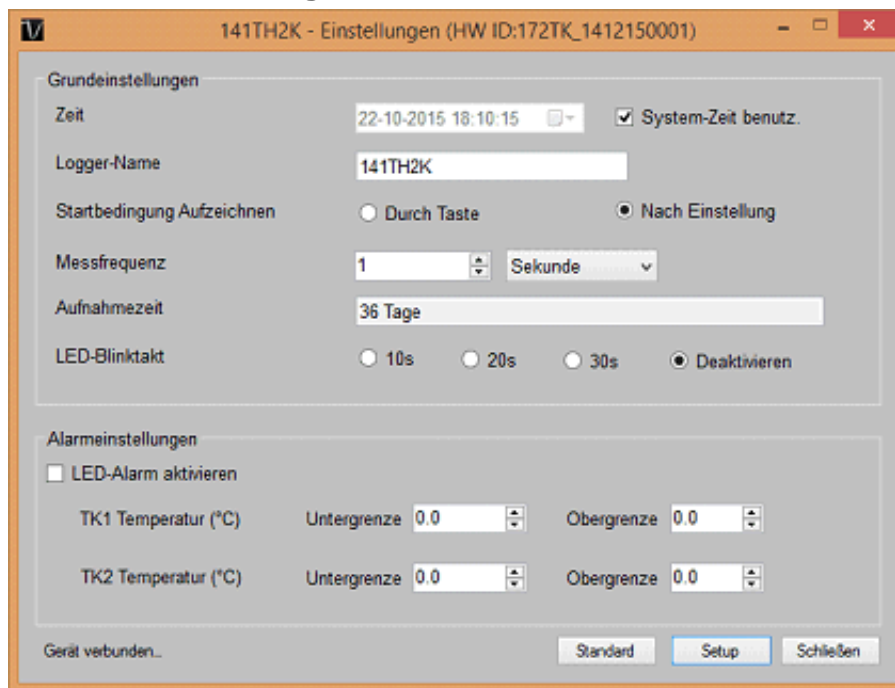 141TH2K - Einstellungen (HW ID:172TK_1412150001)
Grundeinstellungen
Zeit 22-10-2015 18:10:15 System-Zeit benutz.
Logger-Name 141TH2K
Startbedingung Aufzeichnen Durch Taste Nach Einstellung
Messfrequenz 1 Sekunde
Aufnahmezeit 36 Tage
LED-Blinktakt 10s 20s 30s Deaktivieren
Alarmeinstellungen
LED-Alarm aktivieren
TK1 Temperatur (°C) Untergrenze 0.0 Obergrenze 0.0
TK2 Temperatur (°C) Untergrenze 0.0 Obergrenze 0.0
Gerät verbunden... Standard Setup Schließen